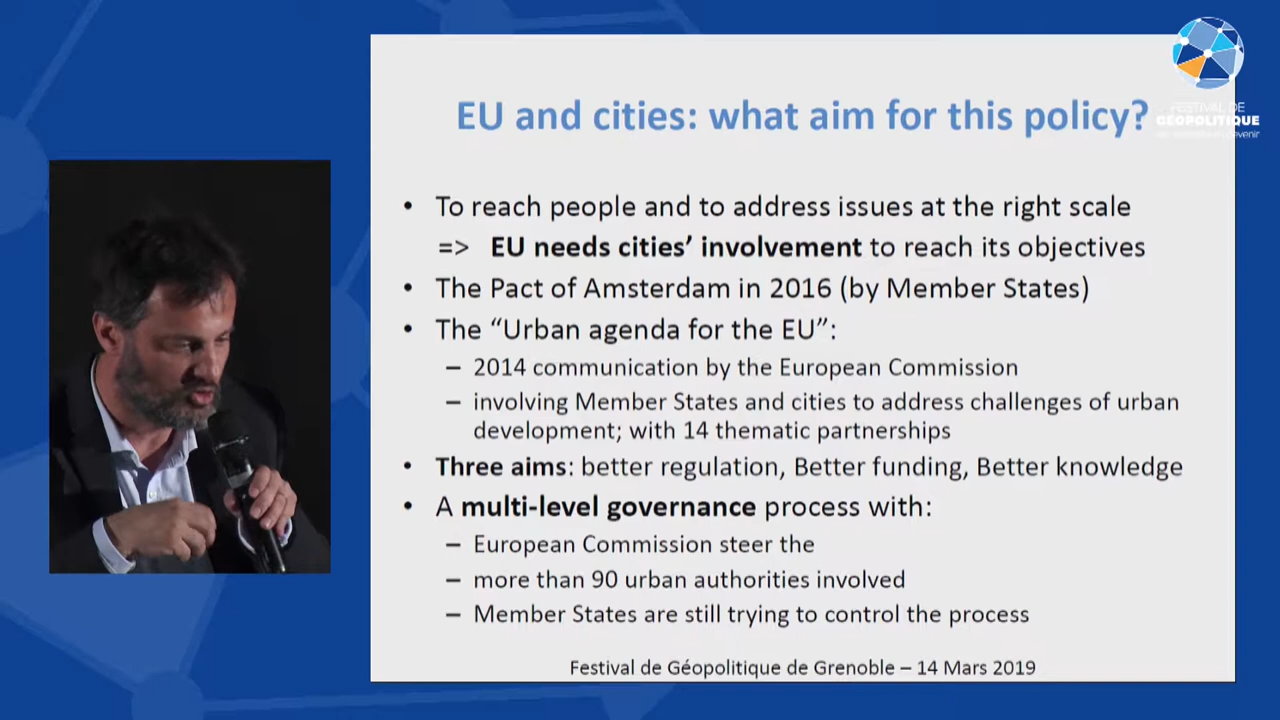 EU and cities: what aim for this policy?
FESTIVAL DE
GÉOPOLITIQUE
• To reach people and to address issues at the right scale
=> EU needs cities’ involvement to reach its objectives
• The Pact of Amsterdam in 2016 (by Member States)
• The “Urban agenda for the EU”:
– 2014 communication by the European Commission
– involving Member States and cities to address challenges of urban
development; with 14 thematic partnerships
• Three aims: better regulation, Better funding, Better knowledge
• A multi-level governance process with:
– European Commission steer the
– more than 90 urban authorities involved
– Member States are still trying to control the process
Festival de Géopolitique de Grenoble – 14 Mars 2019